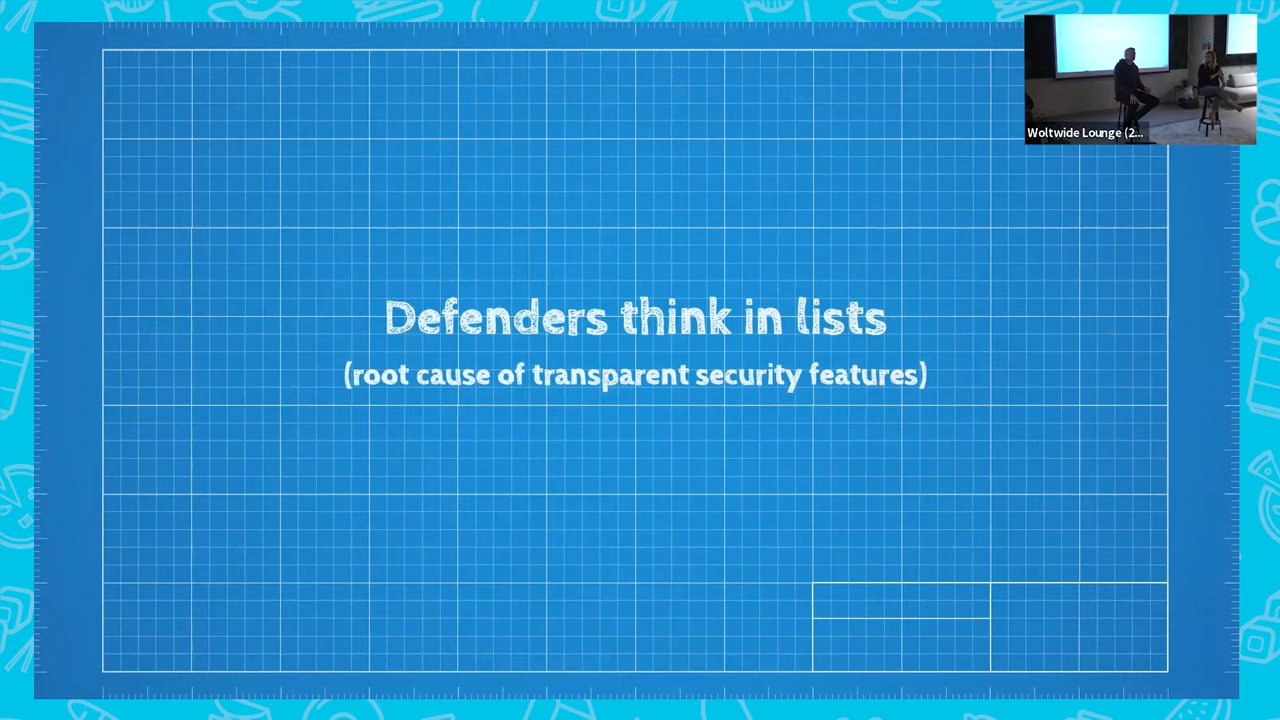 Woltwide Lounge (2...
Defenders think in lists
(root cause of transparent security features)